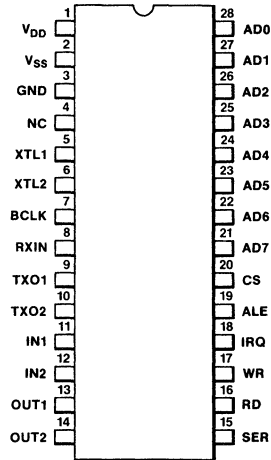 1 28
VDD AD0
2 27
VSS AD1
3 26
GND AD2
4 25
NC AD3
5 24
XTL1 AD4
6 23
XTL2 AD5
7 22
BCLK AD6
8 21
RXIN AD7
9 20
TXO1 CS
10 19
TXO2 ALE
11 18
IN1 IRQ
12 17
IN2 WR
13 16
OUT1 RD
14 15
OUT2 SER